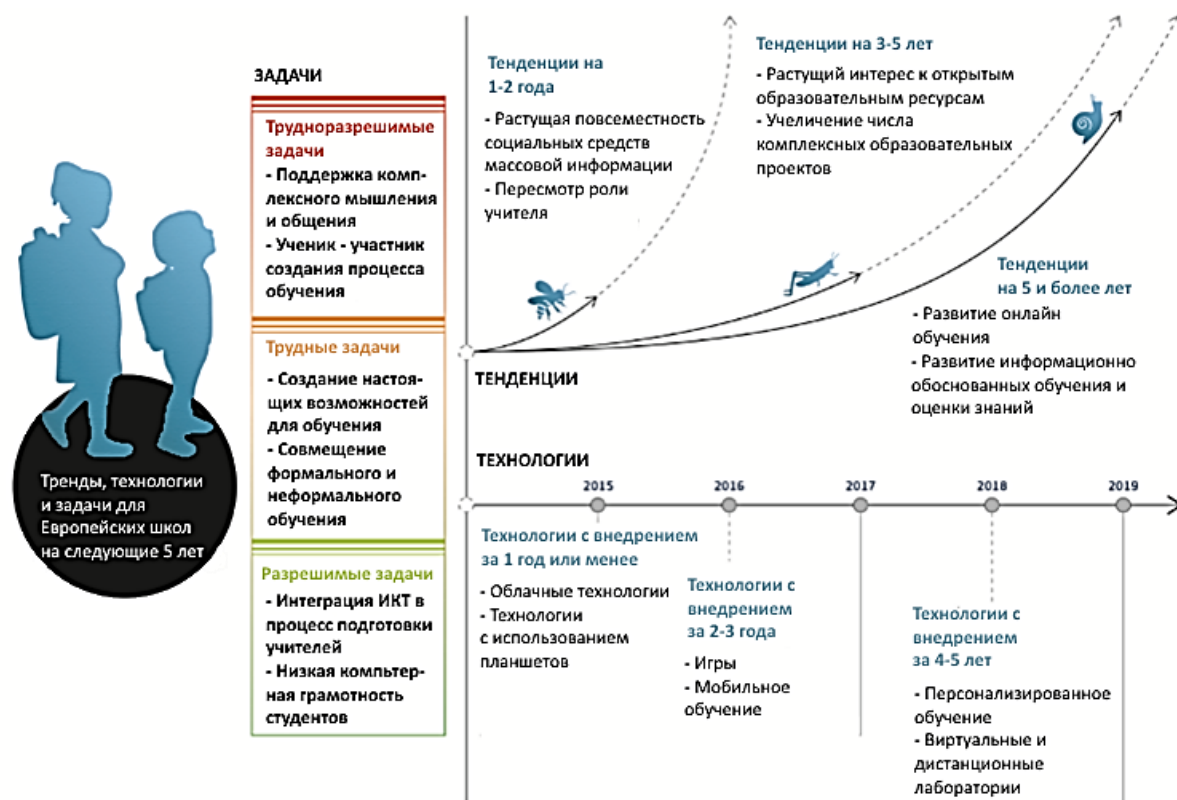 Тренды, технологии
и задачи для
Европейских школ
на следующие 5 лет
ЗАДАЧИ
Трудноразрешимые
задачи
- Поддержка комп-
лексного мышления
и общения
- Ученик - участник
создания процесса
обучения
Трудные задачи
- Создание настоя-
щих возможностей
для обучения
- Совмещение
формального и
неформального
обучения
Разрешимые задачи
- Интеграция ИКТ в
процесс подготовки
учителей
- Низкая компьтер-
ная грамотность
студентов
Тенденции на
1-2 года
- Растущая повсеместность
социальных средств
массовой информации
- Пересмотр роли
учителя
Тенденции на 3-5 лет
- Растущий интерес к открытым
образовательным ресурсам
- Учеличение числа
комплексных образовательных
проектов
Тенденции
на 5 и более лет
- Развитие онлайн
обучения
- Развитие информационно
обоснованных обучения и
оценки знаний
ТЕНДЕНЦИИ
ТЕХНОЛОГИИ
2015 2016 2017 2018 2019
Технологии с внедрением
за 1 год или менее
- Облачные технологии
- Технологии
с использованием
планшетов
Технологии с
внедрением
за 2-3 года
- Игры
- Мобильное
обучение
Технологии с
внедрением
за 4-5 лет
- Персонализированное
обучение
- Виртуальные и
дистанционные
лаборатории